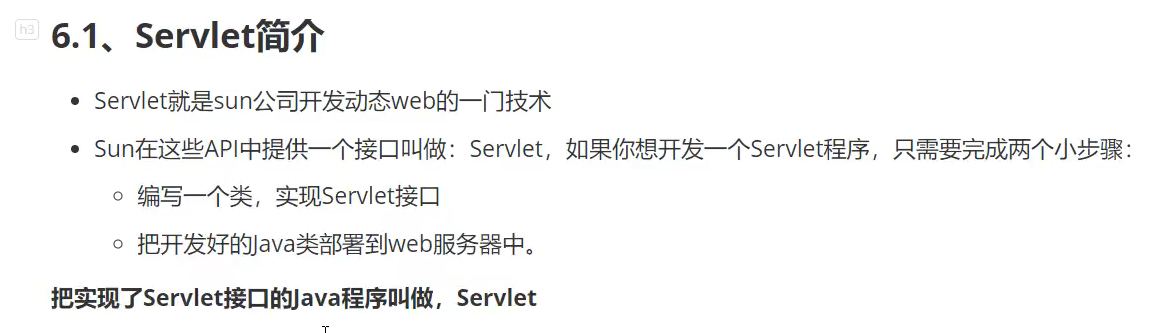 h3
6.1、Servlet简介
Servlet就是sun公司开发动态web的一门技术
Sun在这些API中提供一个接口叫做：Servlet，如果你想开发一个Servlet程序，只需要完成两个小步骤：
编写一个类，实现Servlet接口
把开发好的Java类部署到web服务器中。
把实现了Servlet接口的Java程序叫做，Servlet